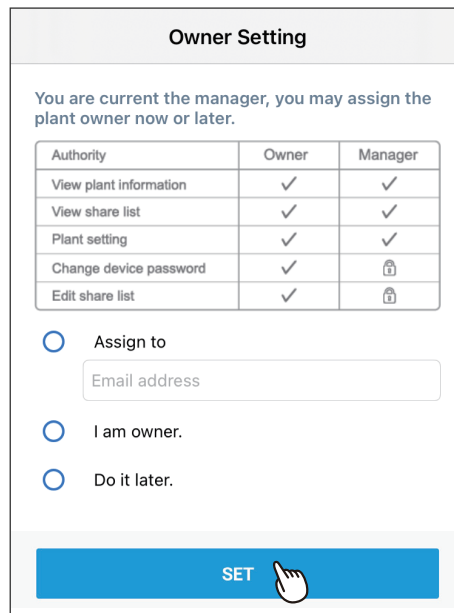 Owner Setting
You are current the manager, you may assign the
plant owner now or later.
Authority Owner Manager
View plant information
View share list
Plant setting
Change device password
Edit share list
Assign to
Email address
I am owner.
Do it later.
SET